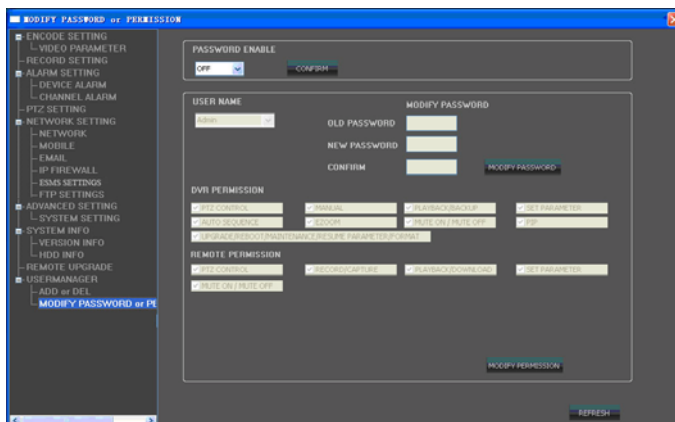 MODIFY PASSWORD or PERMISSION
ENCODE SETTING
VIDEO PARAMETER
RECORD SETTING
ALARM SETTING
DEVICE ALARM
CHANNEL ALARM
PTZ SETTING
NETWORK SETTING
NETWORK
MOBILE
EMAIL
IP FIREWALL
ESMS SETTINGS
FTP SETTINGS
ADVANCED SETTING
SYSTEM SETTING
SYSTEM INFO
VERSION INFO
HDD INFO
REMOTE UPGRADE
USERMANAGER
ADD or DEL
MODIFY PASSWORD or PE
PASSWORD ENABLE
OFF CONFIRM
USER NAME MODIFY PASSWORD
Admin OLD PASSWORD
NEW PASSWORD
CONFIRM MODIFY PASSWORD
DVR PERMISSION
PTZ CONTROL MANUAL PLAYBACK/BACKUP SET PARAMETER
AUTO SEQUENCE EZOOM MUTE ON / MUTE OFF PIP
UPGRADE/REBOOT/MAINTENANCE/RESUME PARAMETER/FORMAT
REMOTE PERMISSION
PTZ CONTROL RECORD/CAPTURE PLAYBACK/DOWNLOAD SET PARAMETER
MUTE ON / MUTE OFF
MODIFY PERMISSION
REFRESH